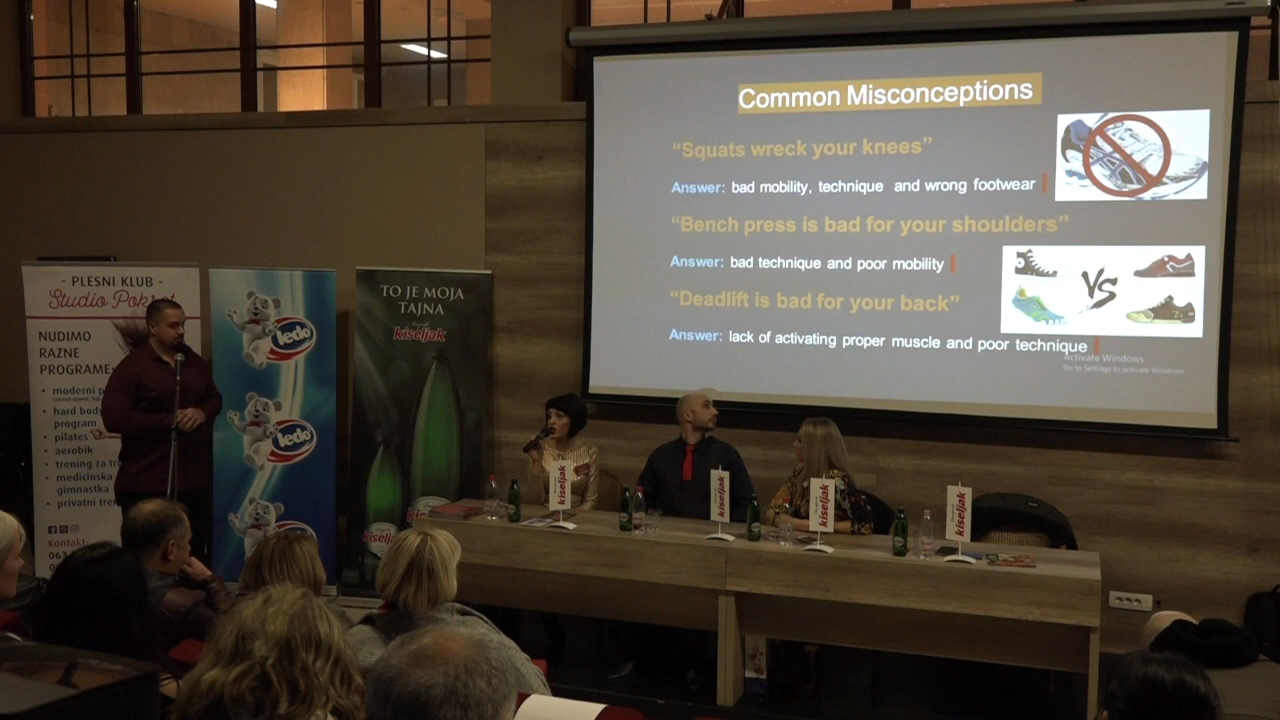 Common Misconceptions
“Squats wreck your knees”
Answer: bad mobility, technique and wrong footwear
“Bench press is bad for your shoulders”
Answer: bad technique and poor mobility
VS
“Deadlift is bad for your back”
Answer: lack of activating proper muscle and poor technique
Activate Windows
Go to Settings to activate Windows.
- PLESNI KLUB -
Studio
NUDIMO
RAZNE
PROGRAME
• moderni
• hard body
program
• pilates
• aerobik
• trening za
• medicinska
gimnastka
• privatni
Kontakt:
063
ledo
ledo
TO JE MOJA
TAJNA
kiseljak
kiseljak
kiseljak
kiseljak
kiseljak
kiseljak